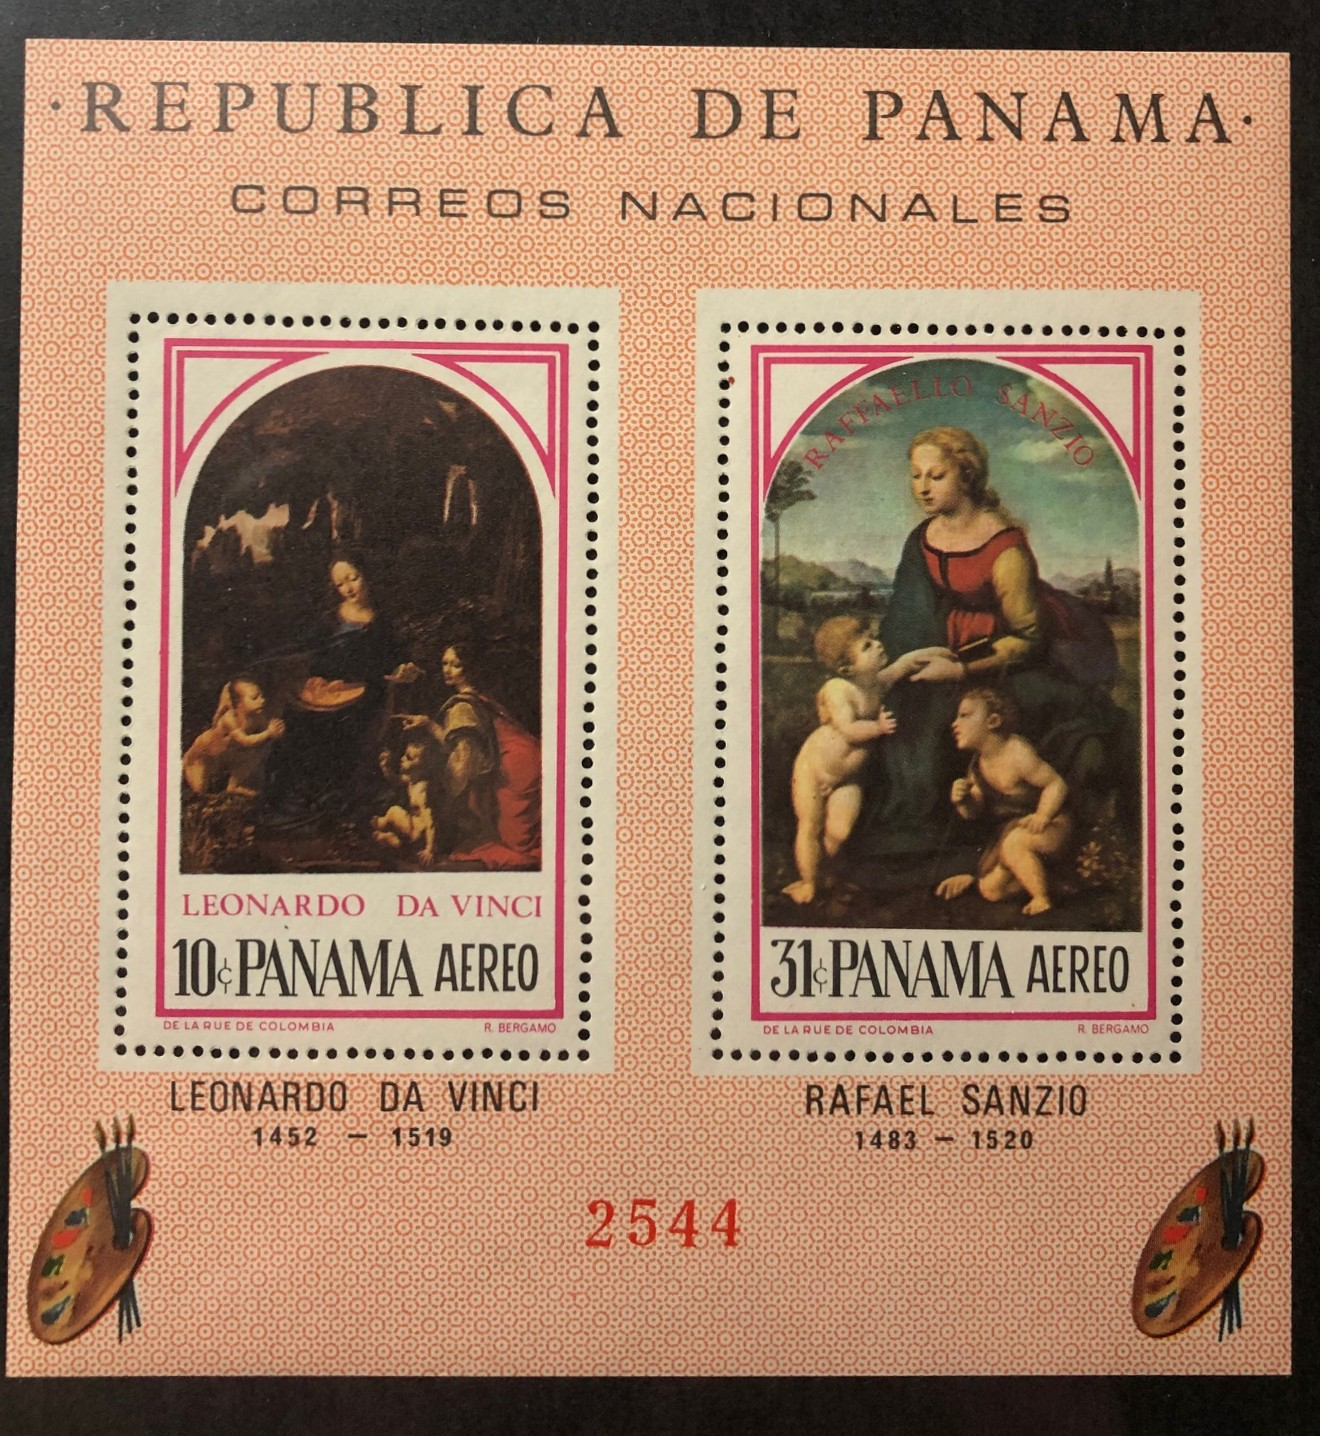 ·REPUBLICA DE PANAMA·
CORREOS NACIONALES
LEONARDO DA VINCI
10¢ PANAMA AEREO
DE LA RUE DE COLOMBIA R. BERGAMO
RAFFAELLO SANZIO
31¢ PANAMA AEREO
DE LA RUE DE COLOMBIA R. BERGAMO
LEONARDO DA VINCI
1452 – 1519
RAFAEL SANZIO
1483 – 1520
2544